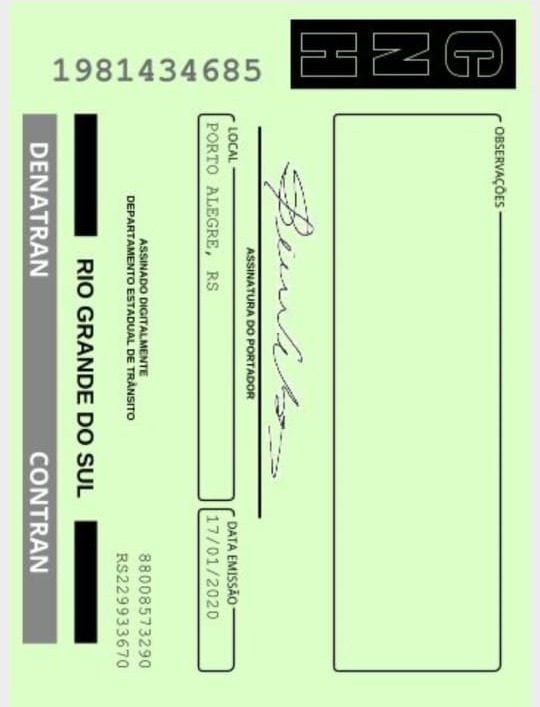 CNH
1981434685
OBSERVAÇÕES
ASSINATURA DO PORTADOR
LOCAL
PORTO ALEGRE, RS
DATA EMISSÃO
17/01/2020
ASSINADO DIGITALMENTE
DEPARTAMENTO ESTADUAL DE TRÂNSITO
88008573290
RS229933670
RIO GRANDE DO SUL
DENATRAN CONTRAN